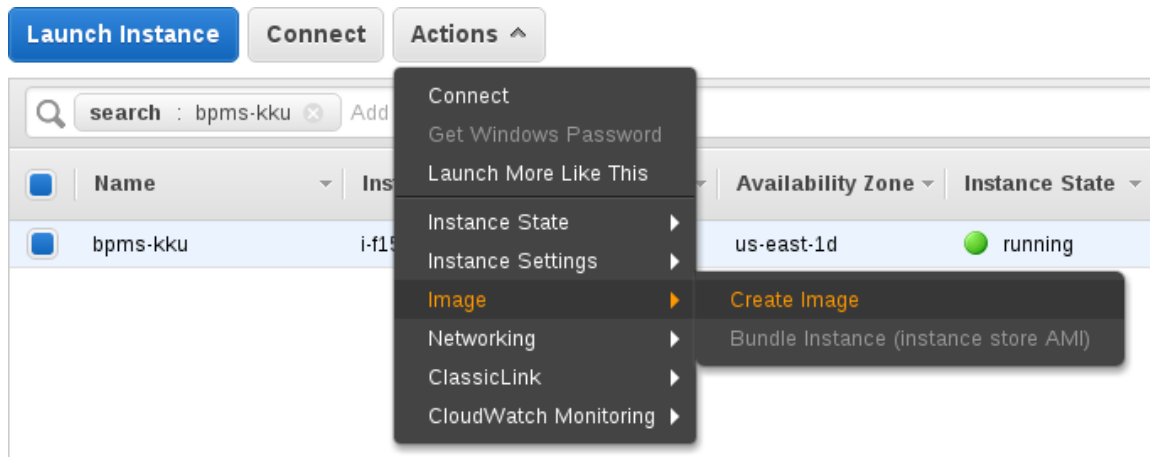 Launch Instance Connect Actions
search : bpms-kku Add
Name Ins Availability Zone Instance State
bpms-kku i-f15 us-east-1d running
Connect
Get Windows Password
Launch More Like This
Instance State
Instance Settings
Image
Networking
ClassicLink
CloudWatch Monitoring
Create Image
Bundle Instance (instance store AMI)